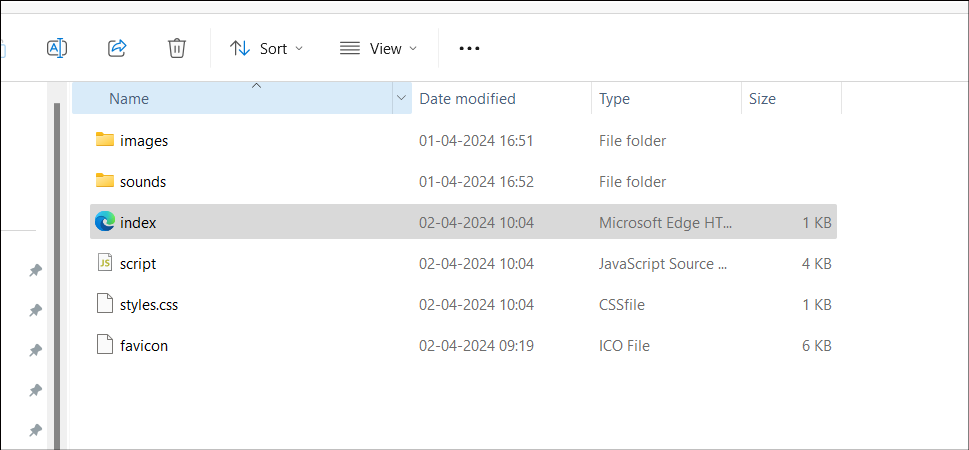 Sort View
Name Date modified Type Size
images 01-04-2024 16:51 File folder
sounds 01-04-2024 16:52 File folder
index 02-04-2024 10:04 Microsoft Edge HT... 1 KB
JS script 02-04-2024 10:04 JavaScript Source ... 4 KB
styles.css 02-04-2024 10:04 CSSfile 1 KB
favicon 02-04-2024 09:19 ICO File 6 KB